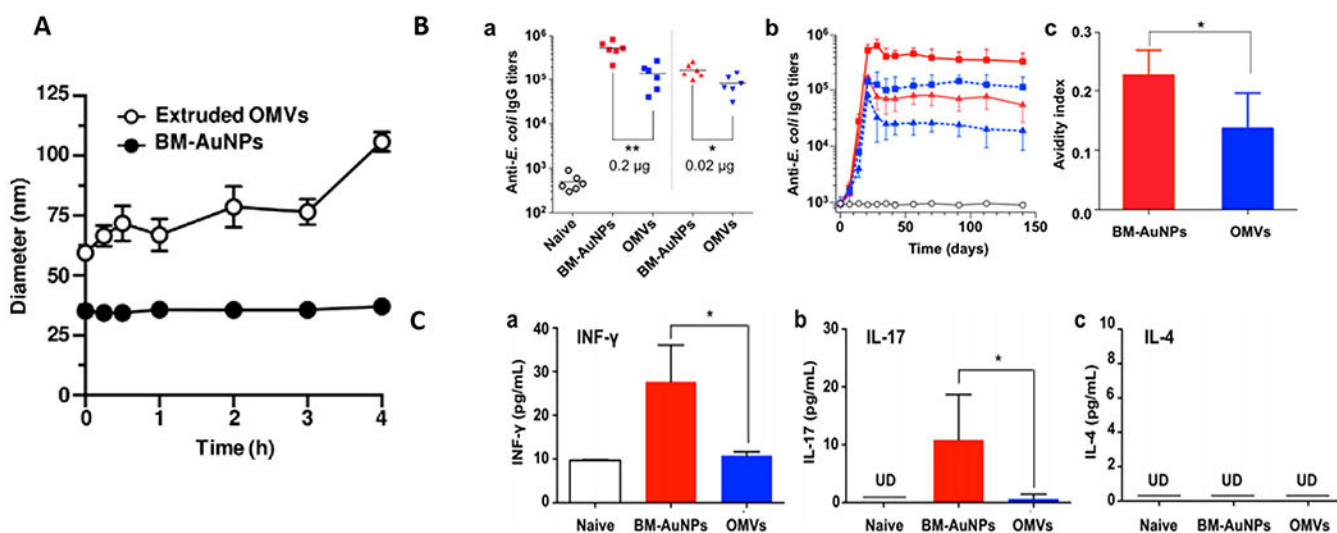 A
Diameter (nm)
125
100
75
50
25
0
Extruded OMVs
BM-AuNPs
0 1 2 3 4
Time (h)
B
a
Anti-E. coli IgG titers
10⁶
10⁵
10³
10²
**
0.2 µg
*
0.02 µg
Naive
BM-AuNPs
OMVs
BM-AuNPs
OMVs
b
Anti-E. coli IgG titers
10⁶
10⁵
10⁴
10³
0 50 100 150
Time (days)
c
Avidity index
0.3
0.2
0.1
0.0
*
BM-AuNPs OMVs
C
a
INF-γ
INF-γ (pg/mL)
40
30
20
10
0
*
Naive BM-AuNPs OMVs
b
IL-17
IL-17 (pg/mL)
30
20
10
0
UD
*
Naive BM-AuNPs OMVs
c
IL-4
IL-4 (pg/mL)
10
8
6
4
2
0
UD UD UD
Naive BM-AuNPs OMVs